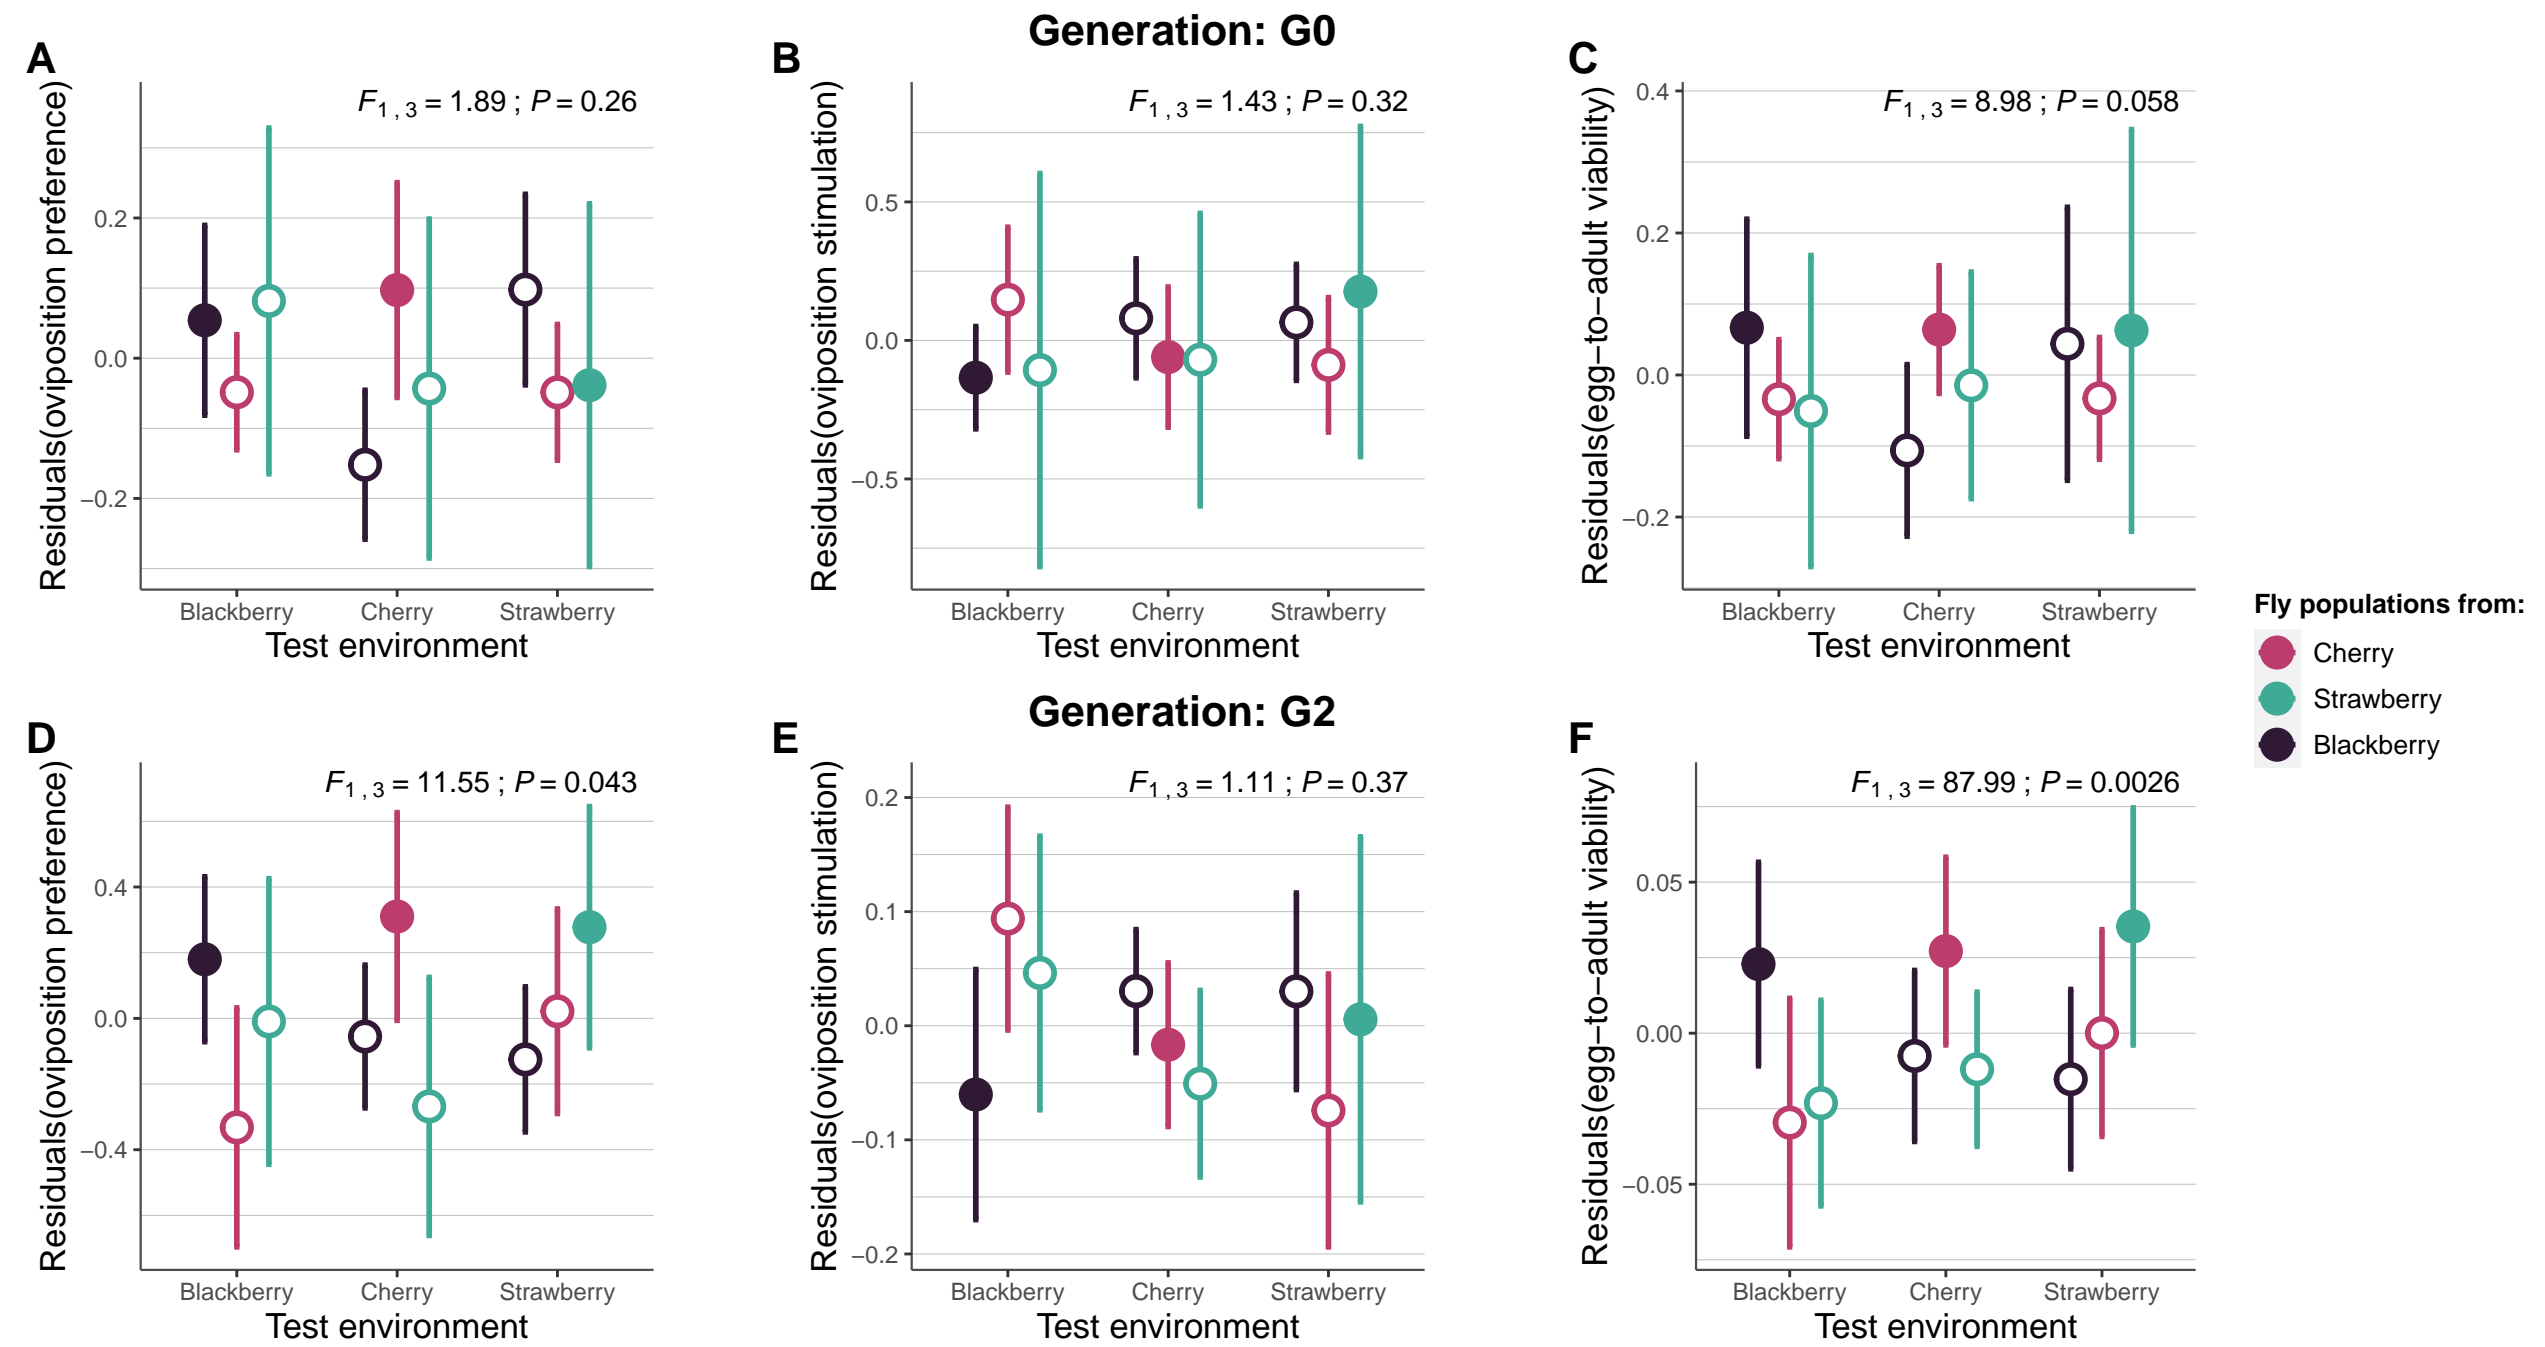 Generation: G0
A
Residuals(oviposition preference)
F1 , 3 = 1.89 ; P = 0.26
0.2
0.0
−0.2
Blackberry Cherry Strawberry
Test environment
B
Residuals(oviposition stimulation)
F1 , 3 = 1.43 ; P = 0.32
0.5
0.0
−0.5
Blackberry Cherry Strawberry
Test environment
C
Residuals(egg−to−adult viability)
F1 , 3 = 8.98 ; P = 0.058
0.4
0.2
0.0
−0.2
Blackberry Cherry Strawberry
Test environment
Fly populations from:
Cherry
Strawberry
Blackberry
Generation: G2
D
Residuals(oviposition preference)
F1 , 3 = 11.55 ; P = 0.043
0.4
0.0
−0.4
Blackberry Cherry Strawberry
Test environment
E
Residuals(oviposition stimulation)
F1 , 3 = 1.11 ; P = 0.37
0.2
0.1
0.0
−0.1
−0.2
Blackberry Cherry Strawberry
Test environment
F
Residuals(egg−to−adult viability)
F1 , 3 = 87.99 ; P = 0.0026
0.05
0.00
−0.05
Blackberry Cherry Strawberry
Test environment